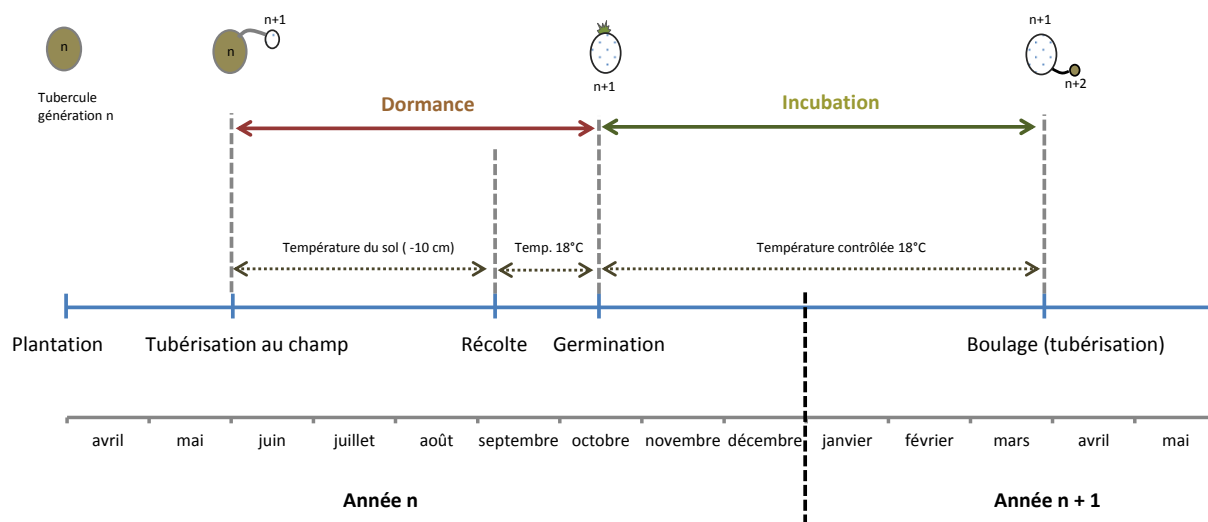 n+1
n+1
n
n
n+1
n+2
Tubercule
génération n
Dormance
Incubation
Température du sol ( -10 cm)
Temp. 18°C
Température contrôlée 18°C
Plantation
Tubérisation au champ
Récolte
Germination
Boulage (tubérisation)
avril
mai
juin
juillet
août
septembre
octobre
novembre
décembre
janvier
février
mars
avril
mai
Année n
Année n + 1